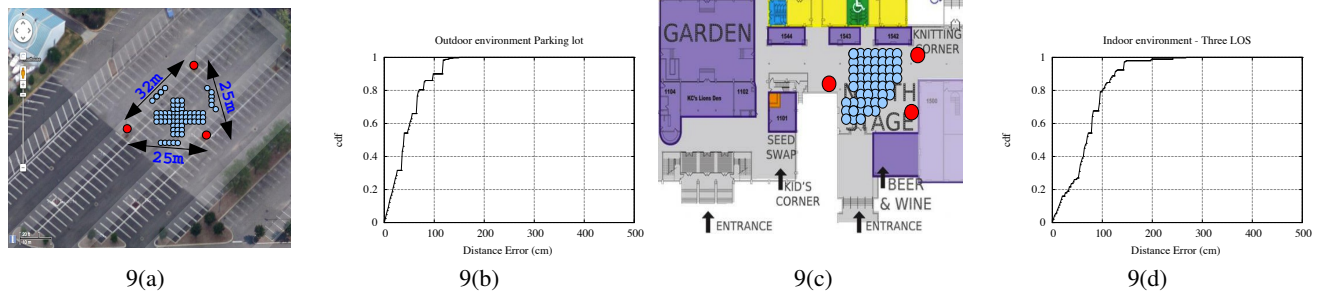 32m
25m
25m
9(a)
Outdoor environment Parking lot
cdf
1
0.8
0.6
0.4
0.2
0
0 100 200 300 400 500
Distance Error (cm)
9(b)
GARDEN
1544
1543
1542
KNITTING
CORNER
1104
1102
KC's Lions Den
1101
1500
NORTH
STAGE
SEED
SWAP
KID'S
CORNER
BEER
& WINE
ENTRANCE
ENTRANCE
9(c)
Indoor environment - Three LOS
cdf
1
0.8
0.6
0.4
0.2
0
0 100 200 300 400 500
Distance Error (cm)
9(d)